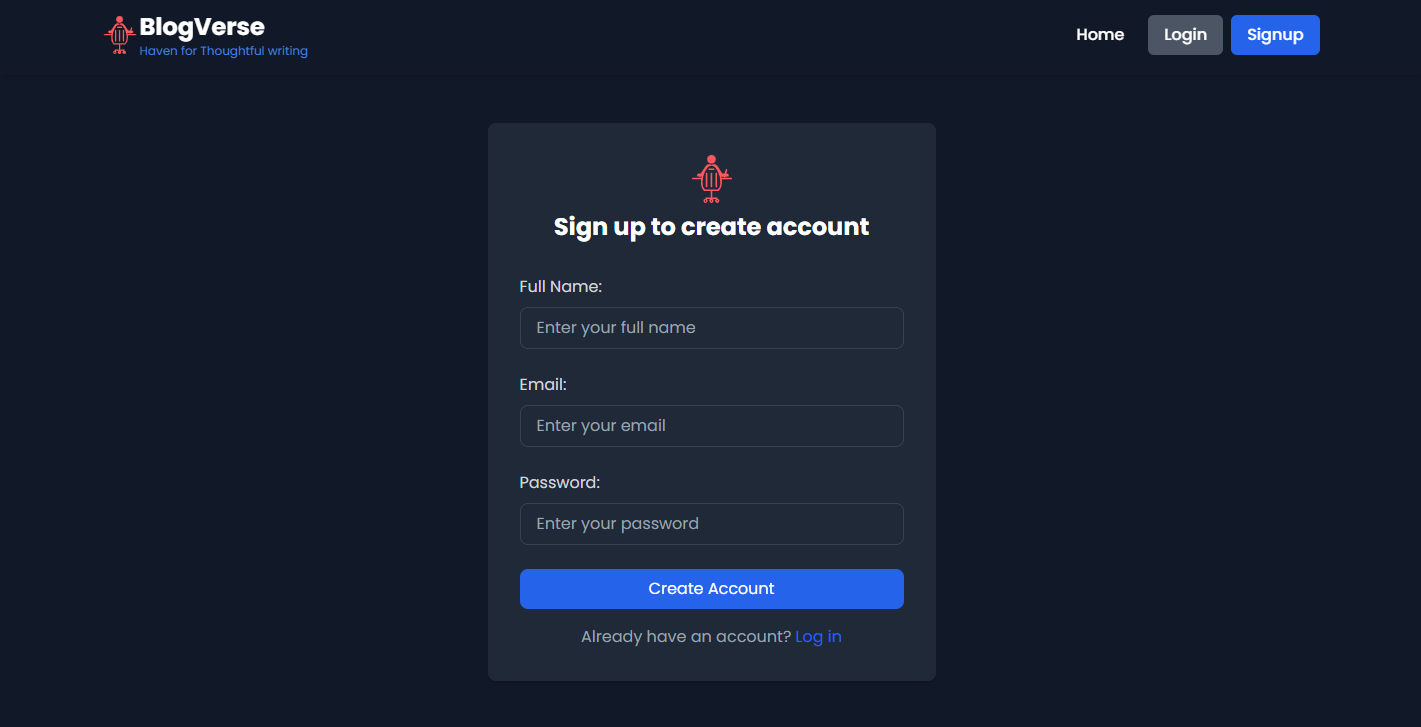 BlogVerse
Haven for Thoughtful writing
Home
Login
Signup
Sign up to create account
Full Name:
Enter your full name
Email:
Enter your email
Password:
Enter your password
Create Account
Already have an account? Log in